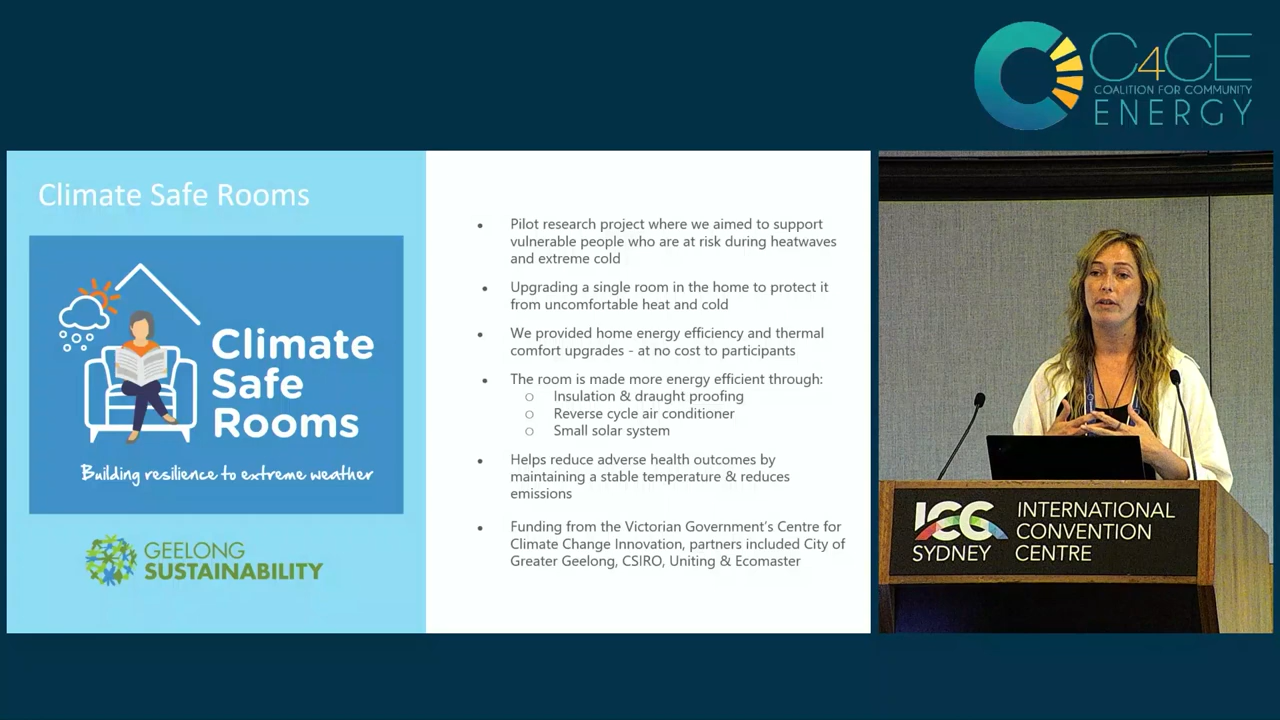 C4CE
COALITION FOR COMMUNITY
ENERGY
Climate Safe Rooms
Climate
Safe
Rooms
Building resilience to extreme weather
GEELONG
SUSTAINABILITY
• Pilot research project where we aimed to support
vulnerable people who are at risk during heatwaves
and extreme cold
• Upgrading a single room in the home to protect it
from uncomfortable heat and cold
• We provided home energy efficiency and thermal
comfort upgrades - at no cost to participants
• The room is made more energy efficient through:
○ Insulation & draught proofing
○ Reverse cycle air conditioner
○ Small solar system
• Helps reduce adverse health outcomes by
maintaining a stable temperature & reduces
emissions
• Funding from the Victorian Government's Centre for
Climate Change Innovation, partners included City of
Greater Geelong, CSIRO, Uniting & Ecomaster
ICC
SYDNEY
INTERNATIONAL
CONVENTION
CENTRE